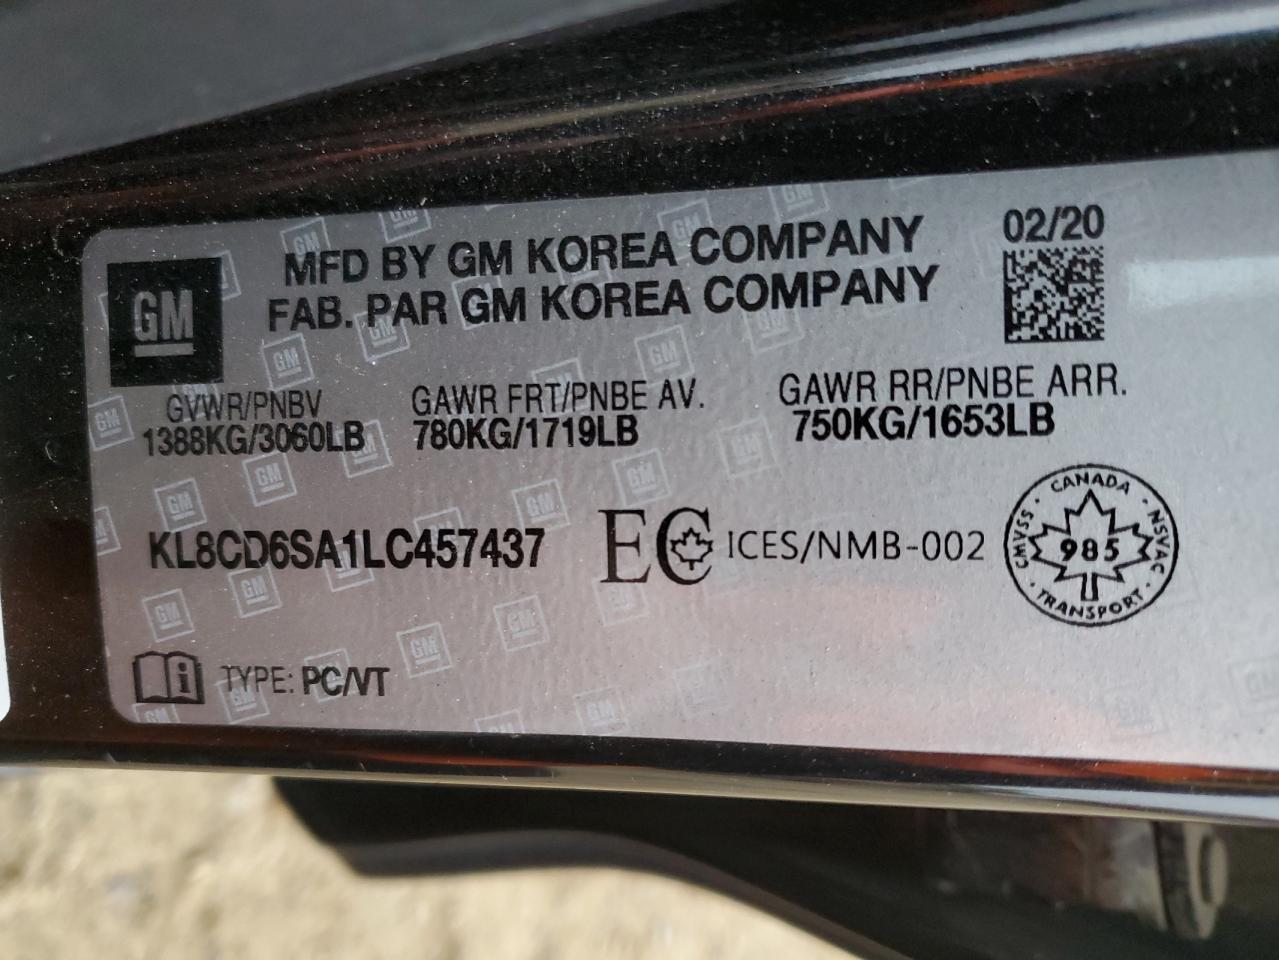 GM
MFD BY GM KOREA COMPANY
FAB. PAR GM KOREA COMPANY
02/20
GVWR/PNBV
1388KG/3060LB
GAWR FRT/PNBE AV.
780KG/1719LB
GAWR RR/PNBE ARR.
750KG/1653LB
KL8CD6SA1LC457437
EC ICES/NMB-002
CANADA
CMVSS
985
NSVAC
TRANSPORT
TYPE: PC/VT